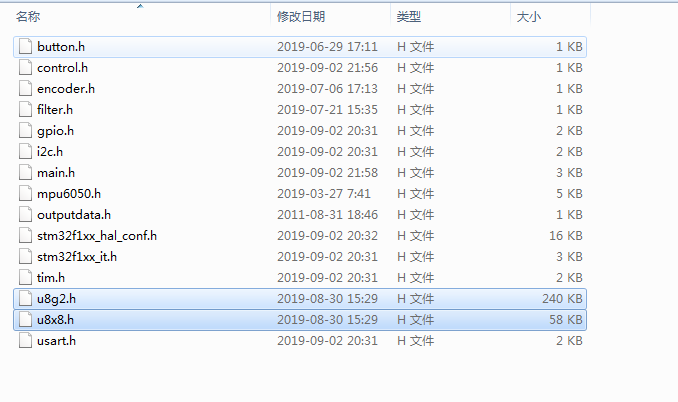 名称 修改日期 类型 大小
button.h 2019-06-29 17:11 H 文件 1 KB
control.h 2019-09-02 21:56 H 文件 1 KB
encoder.h 2019-07-06 17:13 H 文件 1 KB
filter.h 2019-07-21 15:35 H 文件 1 KB
gpio.h 2019-09-02 20:31 H 文件 2 KB
i2c.h 2019-09-02 20:31 H 文件 2 KB
main.h 2019-09-02 21:58 H 文件 3 KB
mpu6050.h 2019-03-27 7:41 H 文件 5 KB
outputdata.h 2011-08-31 18:46 H 文件 1 KB
stm32f1xx_hal_conf.h 2019-09-02 20:32 H 文件 16 KB
stm32f1xx_it.h 2019-09-02 20:31 H 文件 3 KB
tim.h 2019-09-02 20:31 H 文件 2 KB
u8g2.h 2019-08-30 15:29 H 文件 240 KB
u8x8.h 2019-08-30 15:29 H 文件 58 KB
usart.h 2019-09-02 20:31 H 文件 2 KB